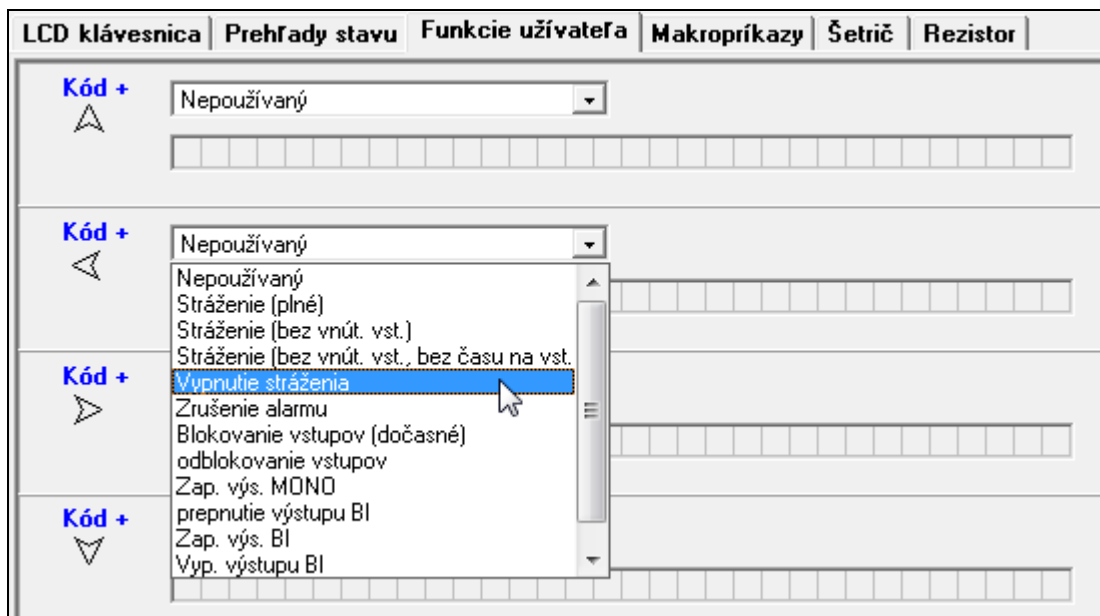 LCD klávesnica Prehľady stavu Funkcie užívateľa Makropríkazy Šetrič Rezistor
Kód +
Nepoužívaný
Kód +
Nepoužívaný
Nepoužívaný
Stráženie (plné)
Stráženie (bez vnút. vst.)
Stráženie (bez vnút. vst., bez času na vst.
Kód +
Vypnutie stráženia
Zrušenie alarmu
Blokovanie vstupov (dočasné)
odblokovanie vstupov
Zap. výs. MONO
Kód +
prepnutie výstupu BI
Zap. výs. BI
Vyp. výstupu BI